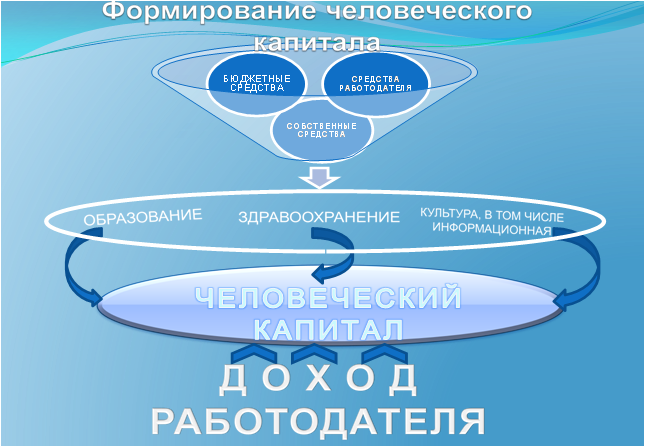 Формирование человеческого
капитала
БЮДЖЕТНЫЕ
СРЕДСТВА
СРЕДСТВА
РАБОТОДАТЕЛЯ
СОБСТВЕННЫЕ
СРЕДСТВА
ОБРАЗОВАНИЕ
ЗДРАВООХРАНЕНИЕ
КУЛЬТУРА, В ТОМ ЧИСЛЕ
ИНФОРМАЦИОННАЯ
ЧЕЛОВЕЧЕСКИЙ
КАПИТАЛ
Д О Х О Д
РАБОТОДАТЕЛЯ